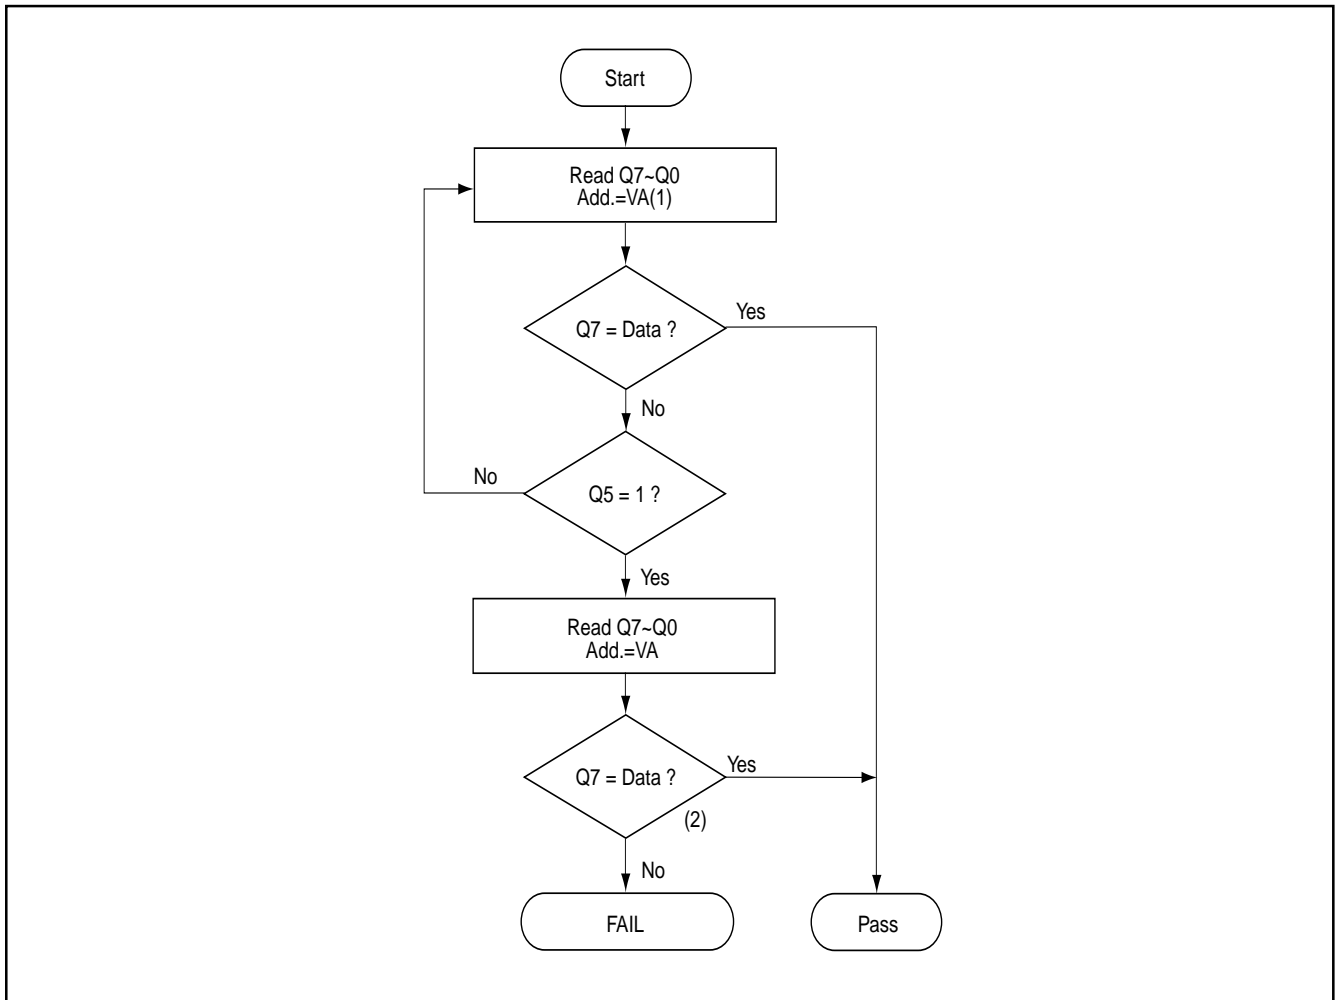 Start
Read Q7~Q0
Add.=VA(1)
Q7 = Data ?
Yes
No
No
Q5 = 1 ?
Yes
Read Q7~Q0
Add.=VA
Q7 = Data ?
Yes
(2)
No
FAIL
Pass